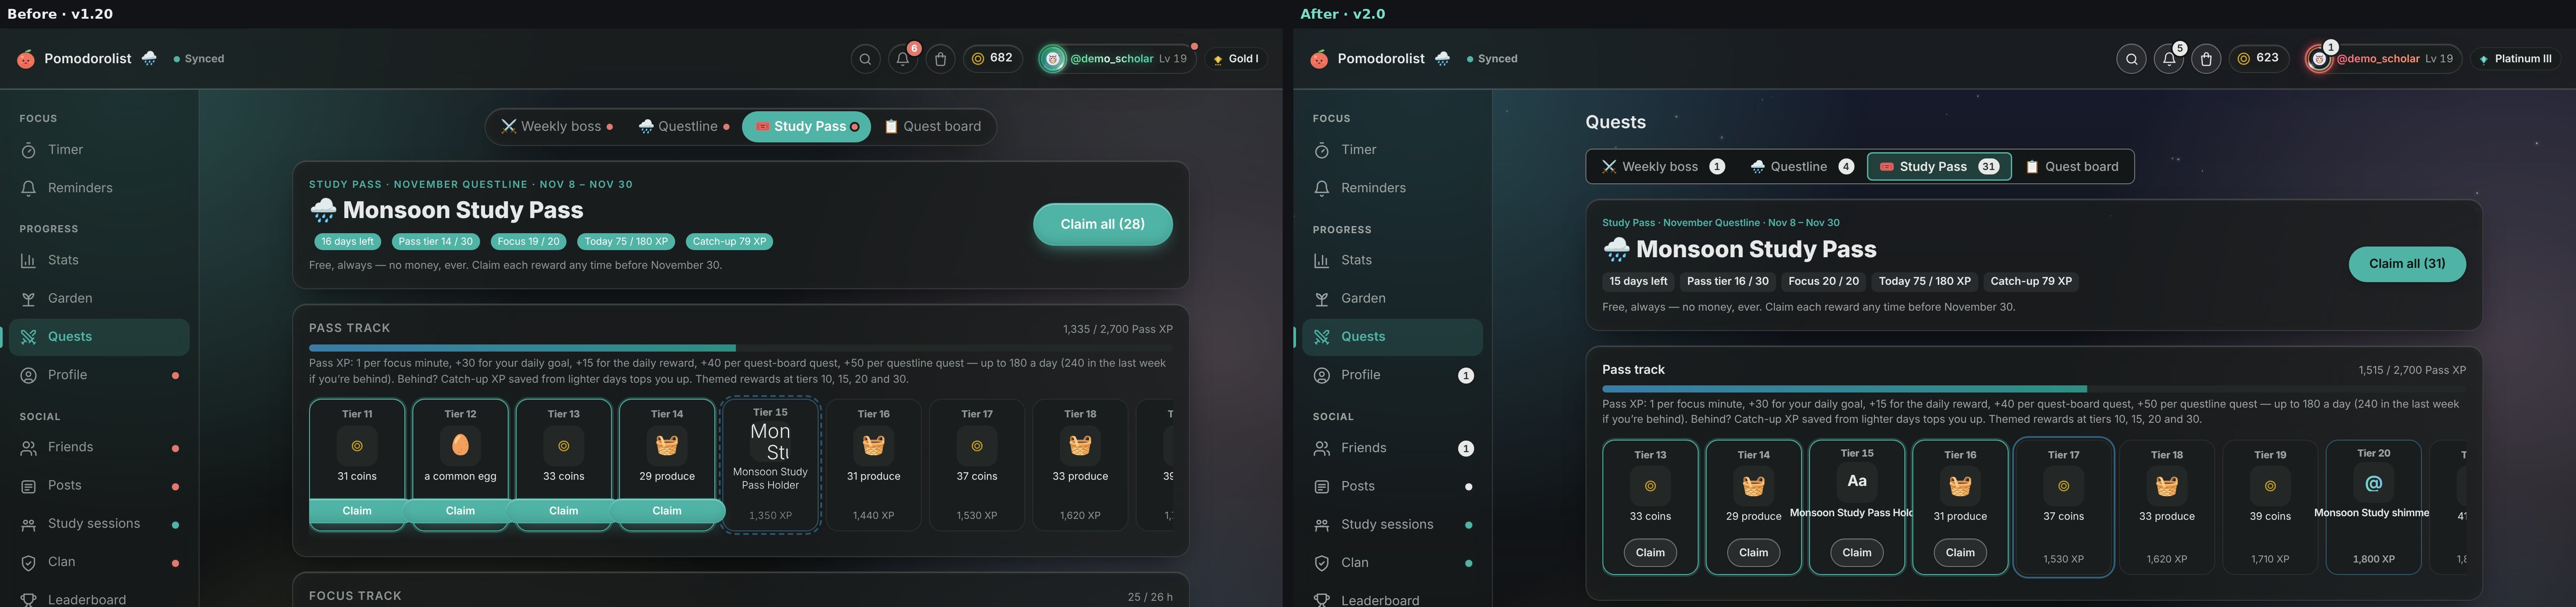 Before · v1.20
Pomodorolist
Synced
6
682
@demo_scholar Lv 19
Gold I
FOCUS
Timer
Reminders
PROGRESS
Stats
Garden
Quests
Profile
SOCIAL
Friends
Posts
Study sessions
Clan
Leaderboard
Weekly boss
Questline
Study Pass
Quest board
STUDY PASS · NOVEMBER QUESTLINE · NOV 8 – NOV 30
Monsoon Study Pass
16 days left
Pass tier 14 / 30
Focus 19 / 20
Today 75 / 180 XP
Catch-up 79 XP
Free, always — no money, ever. Claim each reward any time before November 30.
Claim all (28)
PASS TRACK
1,335 / 2,700 Pass XP
Pass XP: 1 per focus minute, +30 for your daily goal, +15 for the daily reward, +40 per quest-board quest, +50 per questline quest — up to 180 a day (240 in the last week
if you're behind). Behind? Catch-up XP saved from lighter days tops you up. Themed rewards at tiers 10, 15, 20 and 30.
Tier 11
31 coins
Claim
Tier 12
a common egg
Claim
Tier 13
33 coins
Claim
Tier 14
29 produce
Claim
Tier 15
Mon
Stu
Monsoon Study
Pass Holder
1,350 XP
Tier 16
31 produce
1,440 XP
Tier 17
37 coins
1,530 XP
Tier 18
33 produce
1,620 XP
T
39
1,7
FOCUS TRACK
25 / 26 h
After · v2.0
Pomodorolist
Synced
5
623
1
@demo_scholar Lv 19
Platinum III
FOCUS
Timer
Reminders
PROGRESS
Stats
Garden
Quests
Profile 1
SOCIAL
Friends 1
Posts
Study sessions
Clan
Leaderboard
Quests
Weekly boss 1
Questline 4
Study Pass 31
Quest board
Study Pass · November Questline · Nov 8 – Nov 30
Monsoon Study Pass
15 days left
Pass tier 16 / 30
Focus 20 / 20
Today 75 / 180 XP
Catch-up 79 XP
Free, always — no money, ever. Claim each reward any time before November 30.
Claim all (31)
Pass track
1,515 / 2,700 Pass XP
Pass XP: 1 per focus minute, +30 for your daily goal, +15 for the daily reward, +40 per quest-board quest, +50 per questline quest — up to 180 a day (240 in the last week
if you're behind). Behind? Catch-up XP saved from lighter days tops you up. Themed rewards at tiers 10, 15, 20 and 30.
Tier 13
33 coins
Claim
Tier 14
29 produce
Claim
Tier 15
Aa
Monsoon Study Pass Hold
Claim
Tier 16
31 produce
Claim
Tier 17
37 coins
1,530 XP
Tier 18
33 produce
1,620 XP
Tier 19
39 coins
1,710 XP
Tier 20
@
Monsoon Study shimme
1,800 XP
T
41
1,8